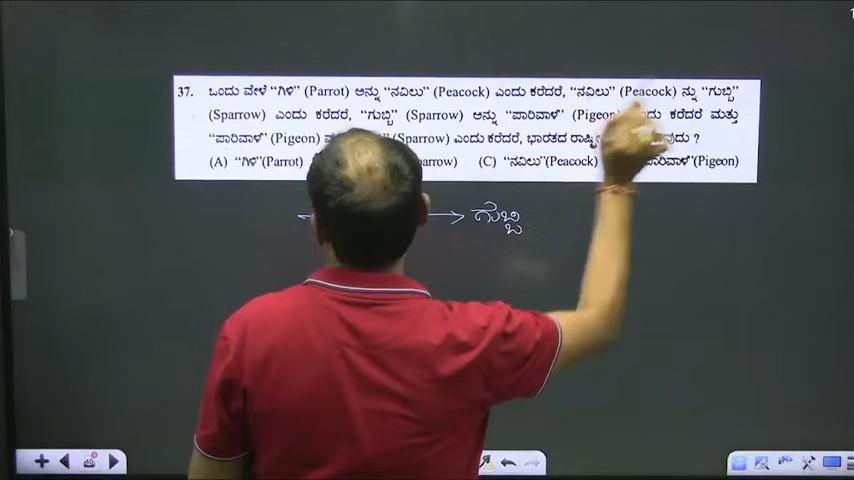 37. ಒಂದು ವೇಳೆ "ಗಿಳಿ" (Parrot) ಅನ್ನು "ನವಿಲು" (Peacock) ಎಂದು ಕರೆದರೆ, "ನವಿಲು" (Peacock) ನ್ನು "ಗುಬ್ಬಿ"
(Sparrow) ಎಂದು ಕರೆದರೆ, "ಗುಬ್ಬಿ" (Sparrow) ಅನ್ನು "ಪಾರಿವಾಳ" (Pigeon) ಕರೆದರೆ ಮತ್ತು
"ಪಾರಿವಾಳ" (Pigeon) (Sparrow) ಎಂದು ಕರೆದರೆ, ಭಾರತದ ?
(A) "ಗಿಳಿ"(Parrot) (C) "ನವಿಲು"(Peacock) "ಪಾರಿವಾಳ"(Pigeon)
ಗುಬ್ಬಿ